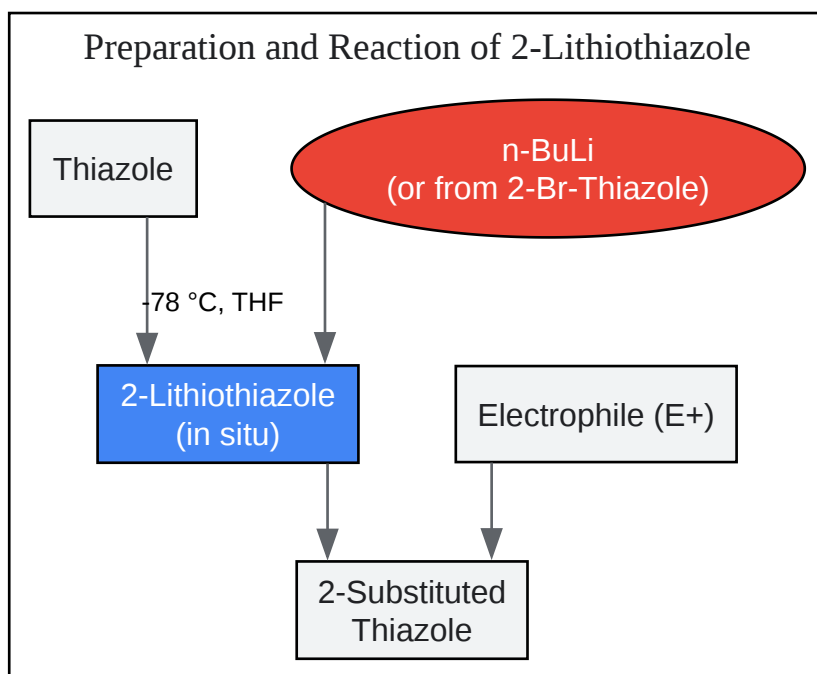 Preparation and Reaction of 2-Lithiothiazole
Thiazole
n-BuLi
(or from 2-Br-Thiazole)
-78 °C, THF
2-Lithiothiazole
(in situ)
Electrophile (E+)
2-Substituted
Thiazole